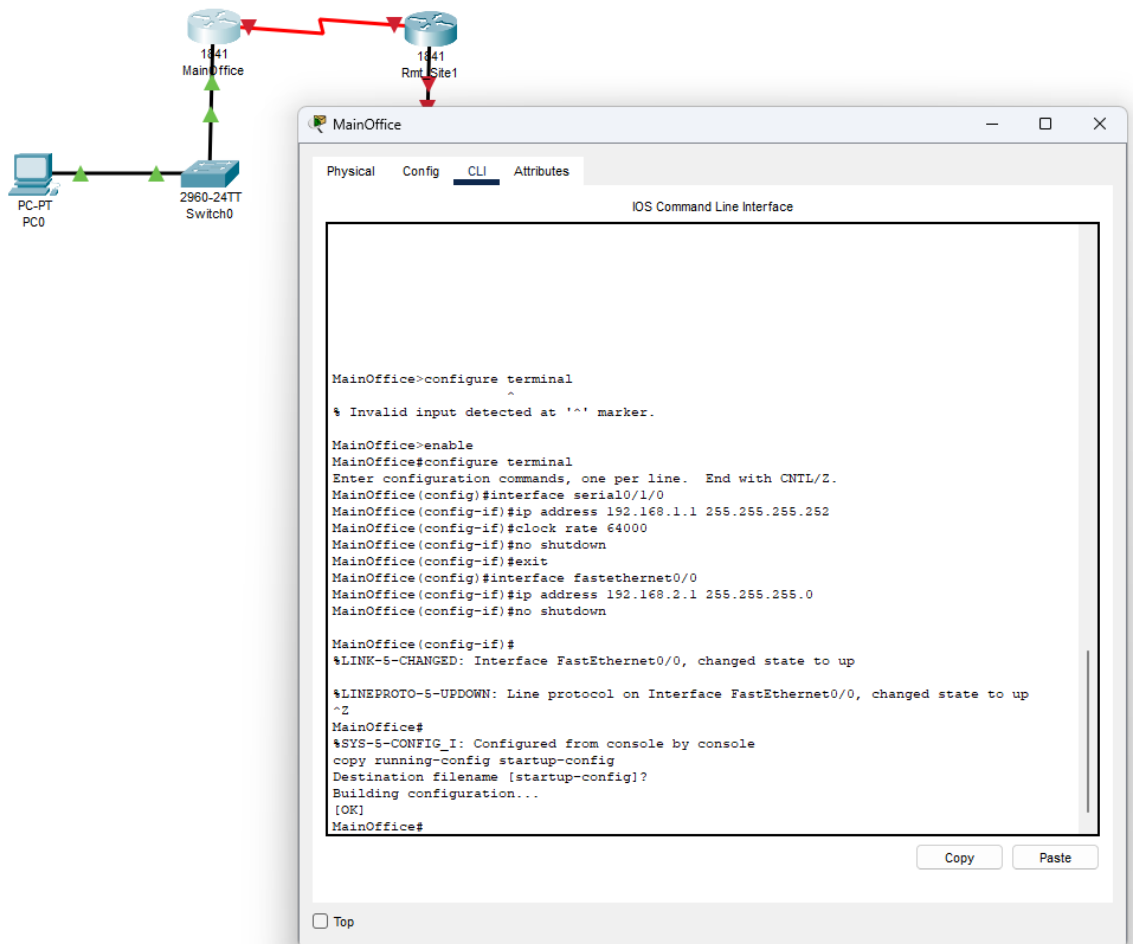 1841
MainOffice
1841
Rmt_Site1
PC-PT
PC0
2960-24TT
Switch0
MainOffice
Physical Config CLI Attributes
IOS Command Line Interface
MainOffice>configure terminal
^
% Invalid input detected at '^' marker.
MainOffice>enable
MainOffice#configure terminal
Enter configuration commands, one per line.  End with CNTL/Z.
MainOffice(config)#interface serial0/1/0
MainOffice(config-if)#ip address 192.168.1.1 255.255.255.252
MainOffice(config-if)#clock rate 64000
MainOffice(config-if)#no shutdown
MainOffice(config-if)#exit
MainOffice(config)#interface fastethernet0/0
MainOffice(config-if)#ip address 192.168.2.1 255.255.255.0
MainOffice(config-if)#no shutdown
MainOffice(config-if)#
%LINK-5-CHANGED: Interface FastEthernet0/0, changed state to up
%LINEPROTO-5-UPDOWN: Line protocol on Interface FastEthernet0/0, changed state to up
^Z
MainOffice#
%SYS-5-CONFIG_I: Configured from console by console
copy running-config startup-config
Destination filename [startup-config]?
Building configuration...
[OK]
MainOffice#
Copy Paste
Top